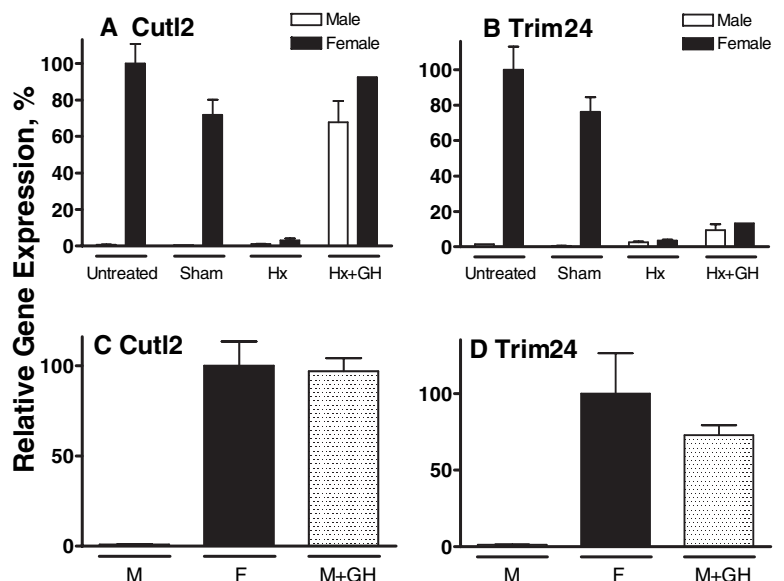 A Cutl2
Male
Female
B Trim24
Male
Female
Relative Gene Expression, %
100
80
60
40
20
0
Untreated Sham Hx Hx+GH
100
80
60
40
20
0
Untreated Sham Hx Hx+GH
C Cutl2
100
50
0
M F M+GH
D Trim24
100
50
0
M F M+GH